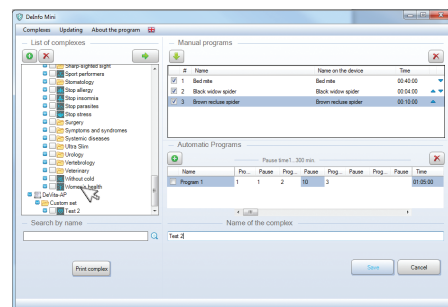 DeInfo Mini
Complexes Updating About the program
List of complexes
Sharp-sighted sight
Sport performers
Stomatology
Stop allergy
Stop insomnia
Stop parasites
Stop stress
Surgery
Symptoms and syndromes
Systemic diseases
Ultra Slim
Urology
Vertebrology
Veterinary
Without cold
Women's health
DeVita-AP
Custom set
Test 2
Search by name
Print complex
Manual programs
# Name Name on the device Time
1 Bed mite Bed mite 00:40:00
2 Black widow spider Black widow spider 00:04:00
3 Brown recluse spider Brown recluse spider 00:10:00
Automatic Programs
Pause time1...300 min.
Name Pro... Pause Prog... Pause Prog... Pause Prog... Pause Time
Program 1 1 1 2 10 3 01:05:00
Name of the complex
Test 2
Save Cancel